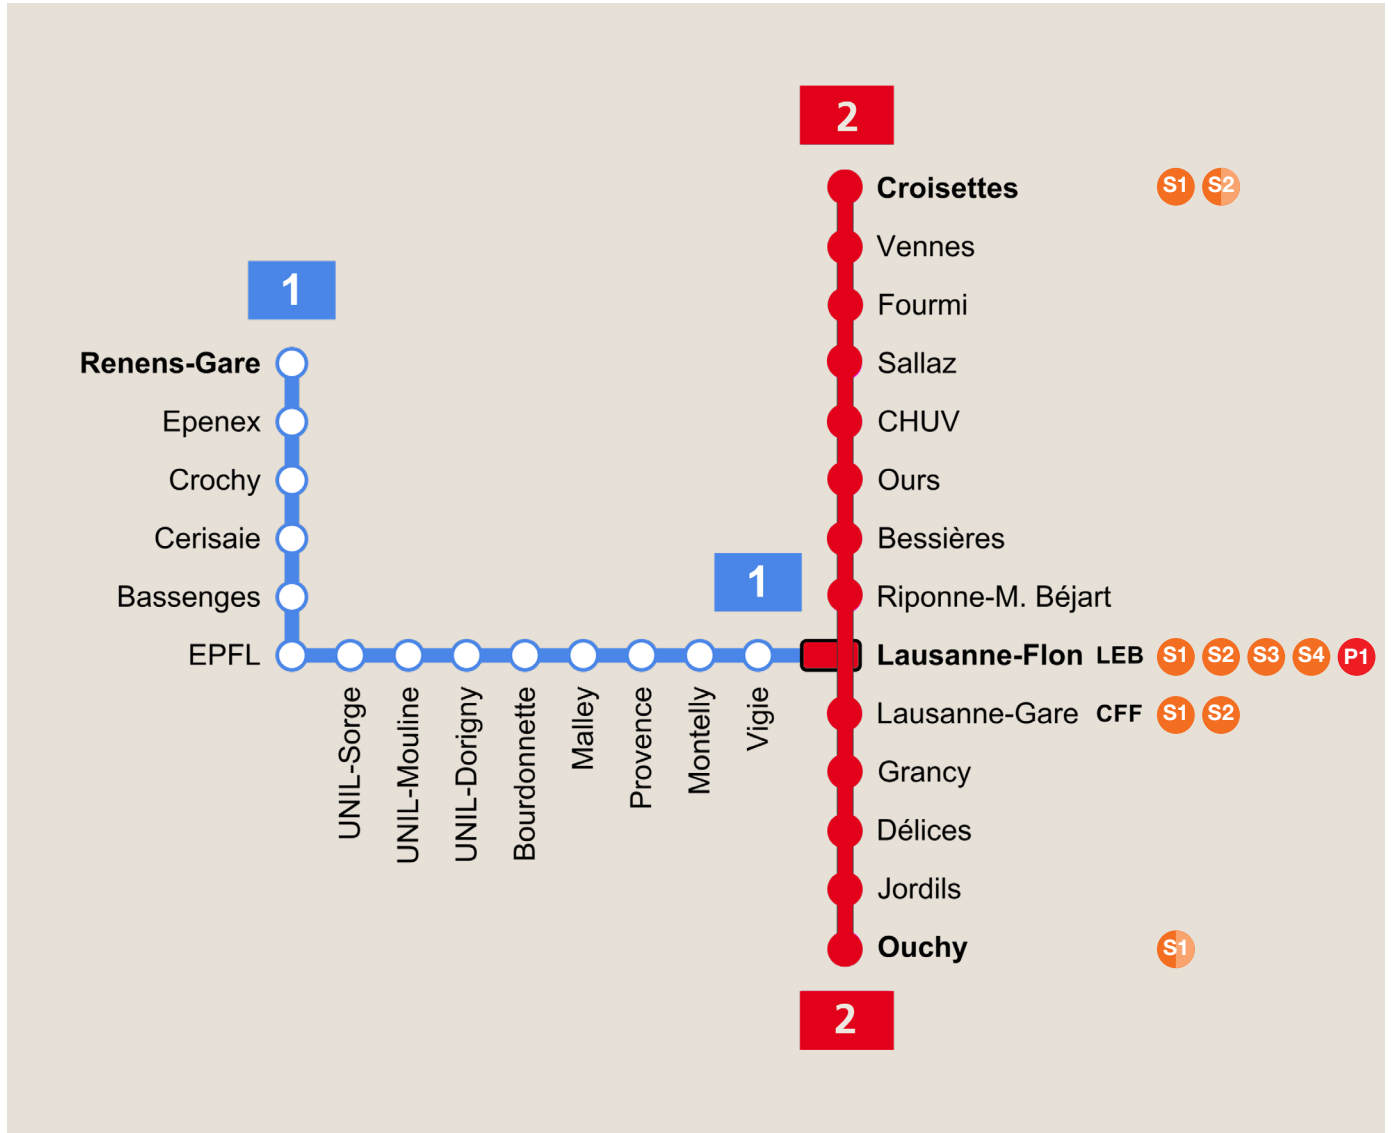 2
Croisettes S1 S2
Vennes
1
Fourmi
Renens-Gare
Sallaz
Epenex
CHUV
Crochy
Ours
Cerisaie
Bessières
1
Bassenges
Riponne-M. Béjart
EPFL
Lausanne-Flon LEB S1 S2 S3 S4 P1
UNIL-Sorge
UNIL-Mouline
UNIL-Dorigny
Bourdonnette
Malley
Provence
Montelly
Vigie
Lausanne-Gare CFF S1 S2
Grancy
Délices
Jordils
Ouchy S1
2